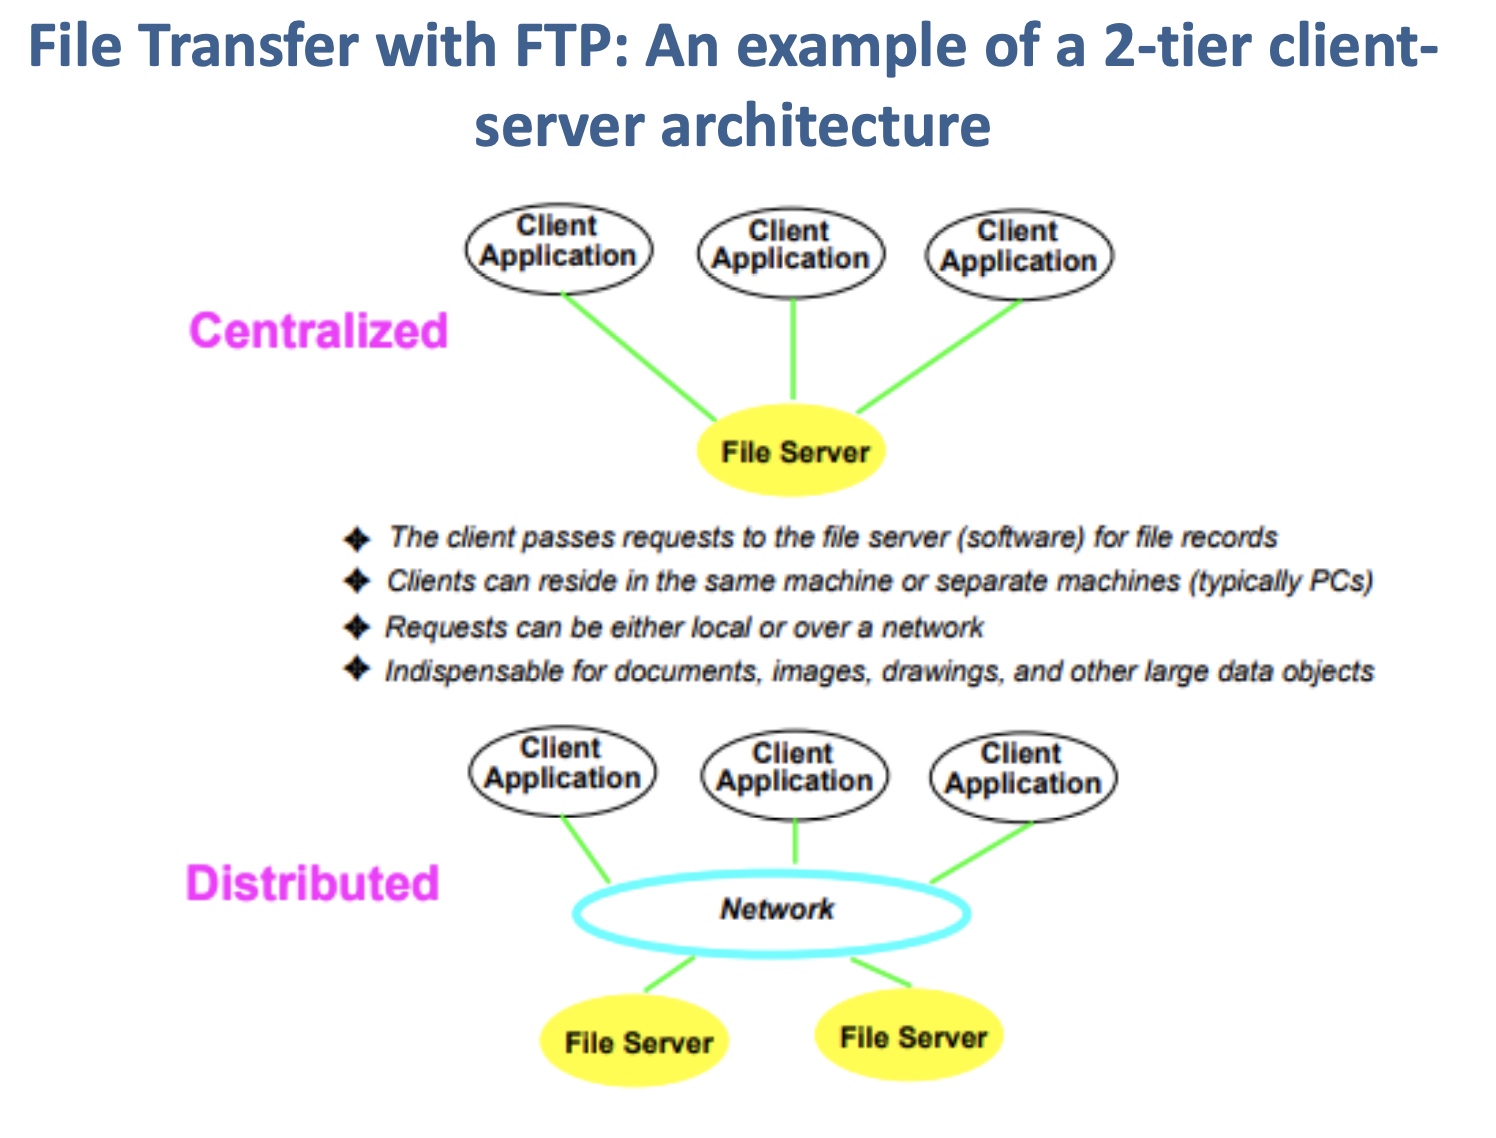 File Transfer with FTP: An example of a 2-tier client-
server architecture
Client
Application
Client
Application
Client
Application
Centralized
File Server
The client passes requests to the file server (software) for file records
Clients can reside in the same machine or separate machines (typically PCs)
Requests can be either local or over a network
Indispensable for documents, images, drawings, and other large data objects
Client
Application
Client
Application
Client
Application
Distributed
Network
File Server
File Server